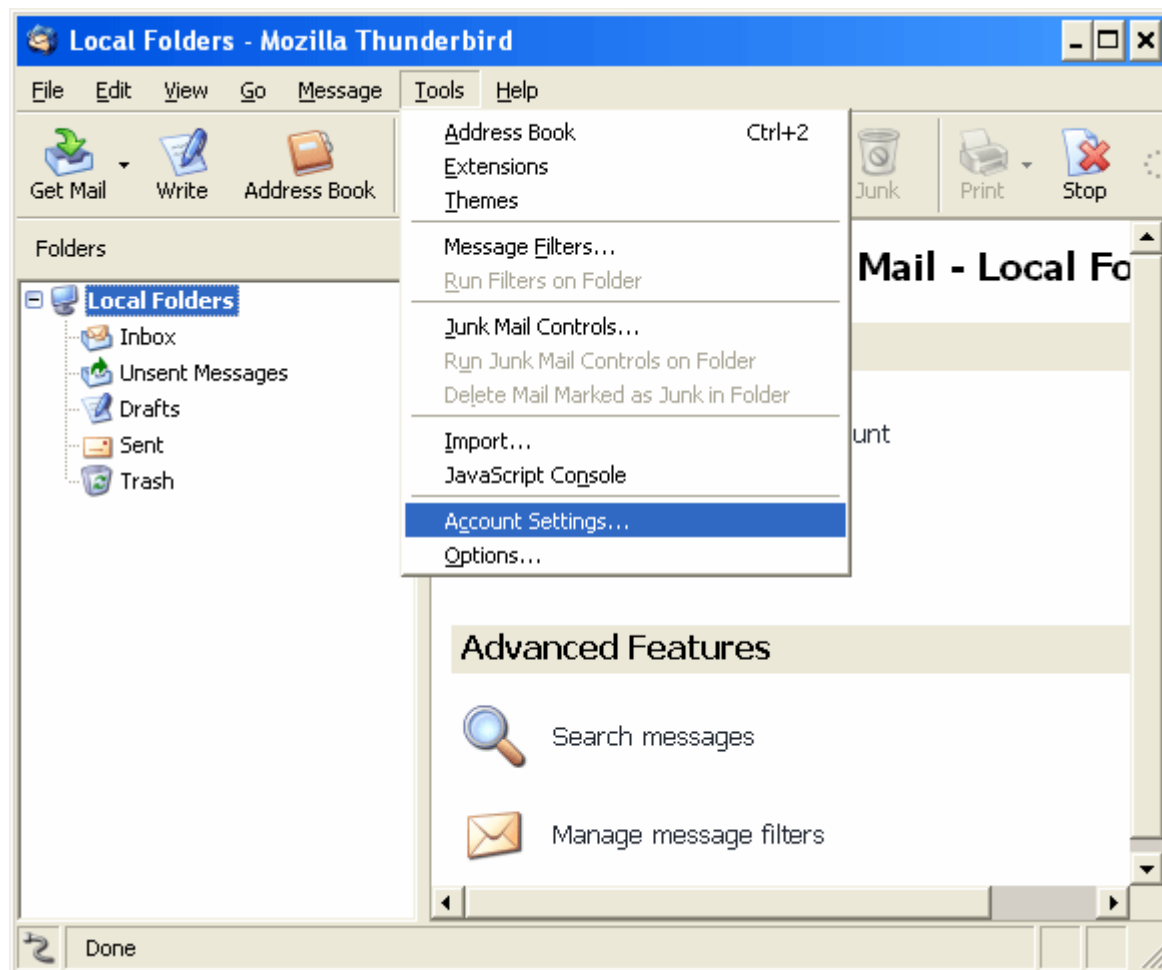 Local Folders - Mozilla Thunderbird
File Edit View Go Message Tools Help
Get Mail Write Address Book Junk Print Stop
Address Book Ctrl+2
Extensions
Themes
Message Filters...
Run Filters on Folder
Junk Mail Controls...
Run Junk Mail Controls on Folder
Delete Mail Marked as Junk in Folder
Import...
JavaScript Console
Account Settings...
Options...
Folders
Local Folders
Inbox
Unsent Messages
Drafts
Sent
Trash
Mail - Local Fo
unt
Advanced Features
Search messages
Manage message filters
Done